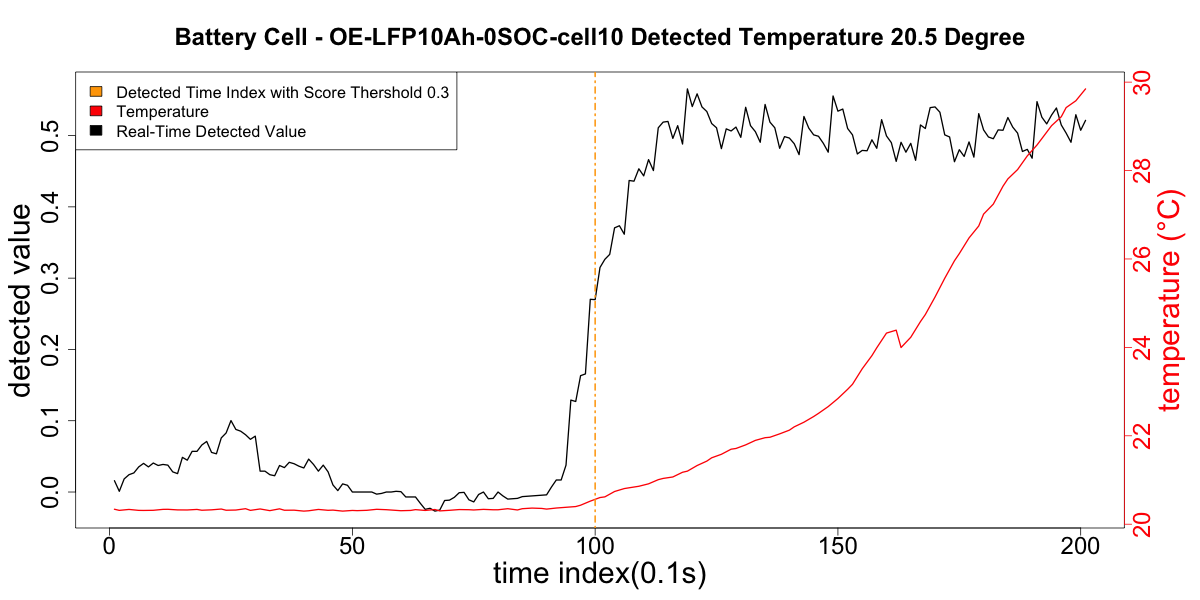 Battery Cell - OE-LFP10Ah-0SOC-cell10 Detected Temperature 20.5 Degree
Detected Time Index with Score Thershold 0.3
Temperature
Real-Time Detected Value
detected value
0.0 0.1 0.2 0.3 0.4 0.5
temperature (°C)
20 22 24 26 28 30
0 50 100 150 200
time index(0.1s)